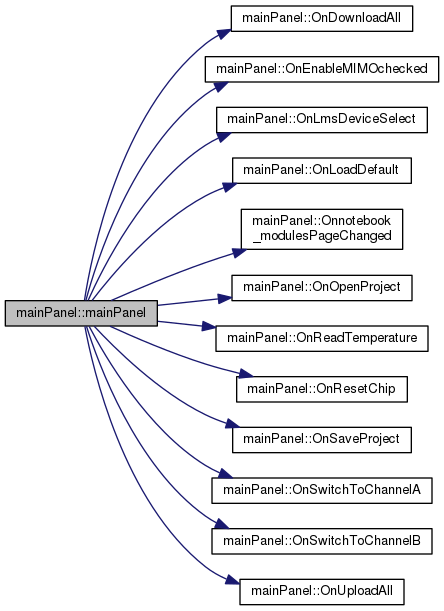 mainPanel::OnDownloadAll
mainPanel::OnEnableMIMOchecked
mainPanel::OnLmsDeviceSelect
mainPanel::OnLoadDefault
mainPanel::Onnotebook
_modulesPageChanged
mainPanel::OnOpenProject
mainPanel::mainPanel
mainPanel::OnReadTemperature
mainPanel::OnResetChip
mainPanel::OnSaveProject
mainPanel::OnSwitchToChannelA
mainPanel::OnSwitchToChannelB
mainPanel::OnUploadAll